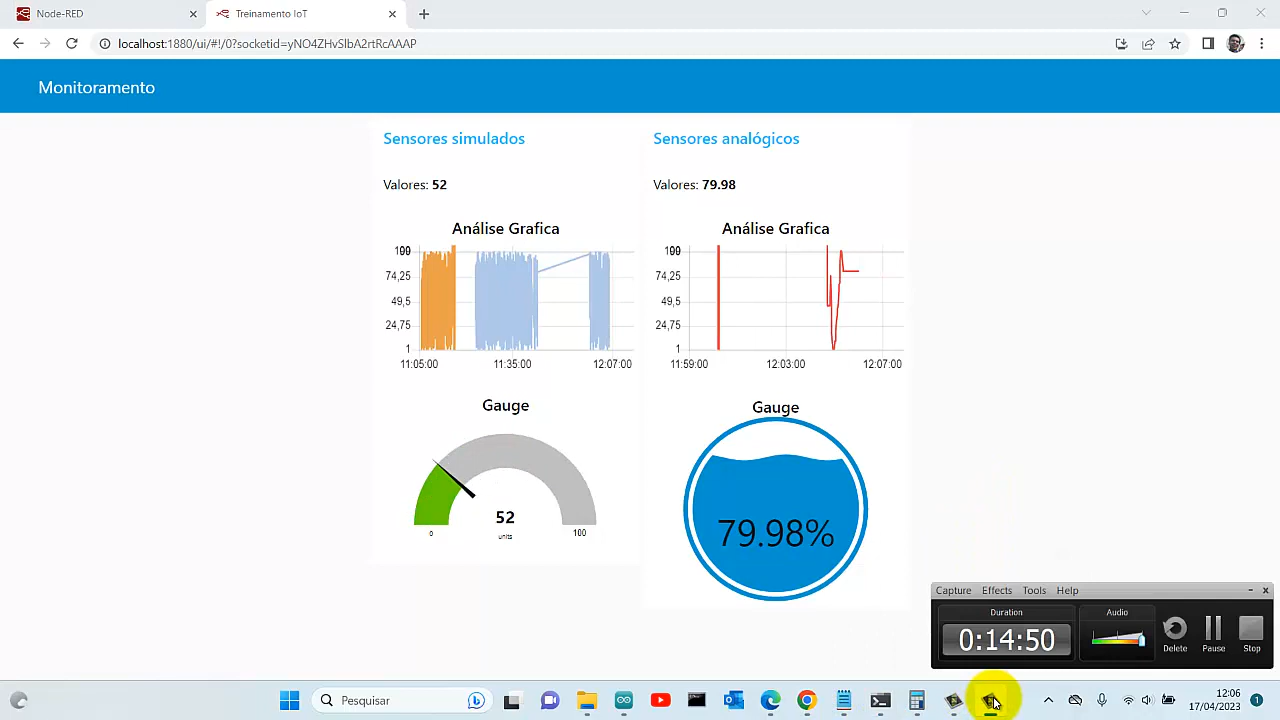 Node-RED
Treinamento IoT
localhost:1880/ui/#!/0?socketid=yNO4ZHvSlbA2rtRcAAAP
Monitoramento
Sensores simulados
Valores: 52
Análise Grafica
74,25
49,5
24,75
1
11:05:00 11:35:00 12:07:00
Gauge
52
units
0 100
Sensores analógicos
Valores: 79.98
Análise Grafica
74,25
49,5
24,75
1
11:59:00 12:03:00 12:07:00
Gauge
79.98%
Capture Effects Tools Help
Duration
0:14:50
Audio
Delete Pause Stop
Pesquisar
12:06
17/04/2023
1